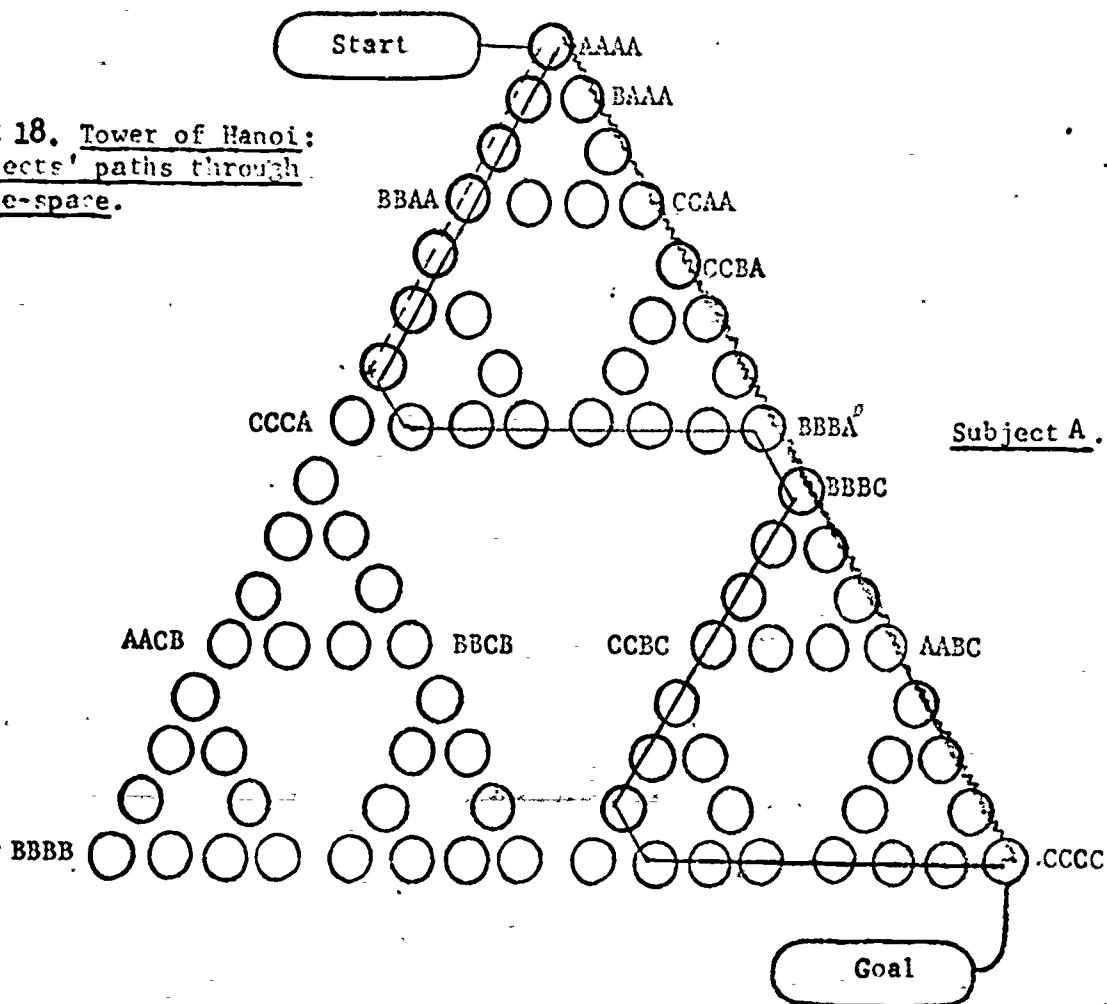 Start
AAAA
BAAA
18. Tower of Hanoi:
ects' paths through
e-space.
BBAA
CCAA
CCBA
CCCA
BBBA
Subject A.
BBBC
AACB
BBCB
CCBC
AABC
BBBB
CCCC
Goal